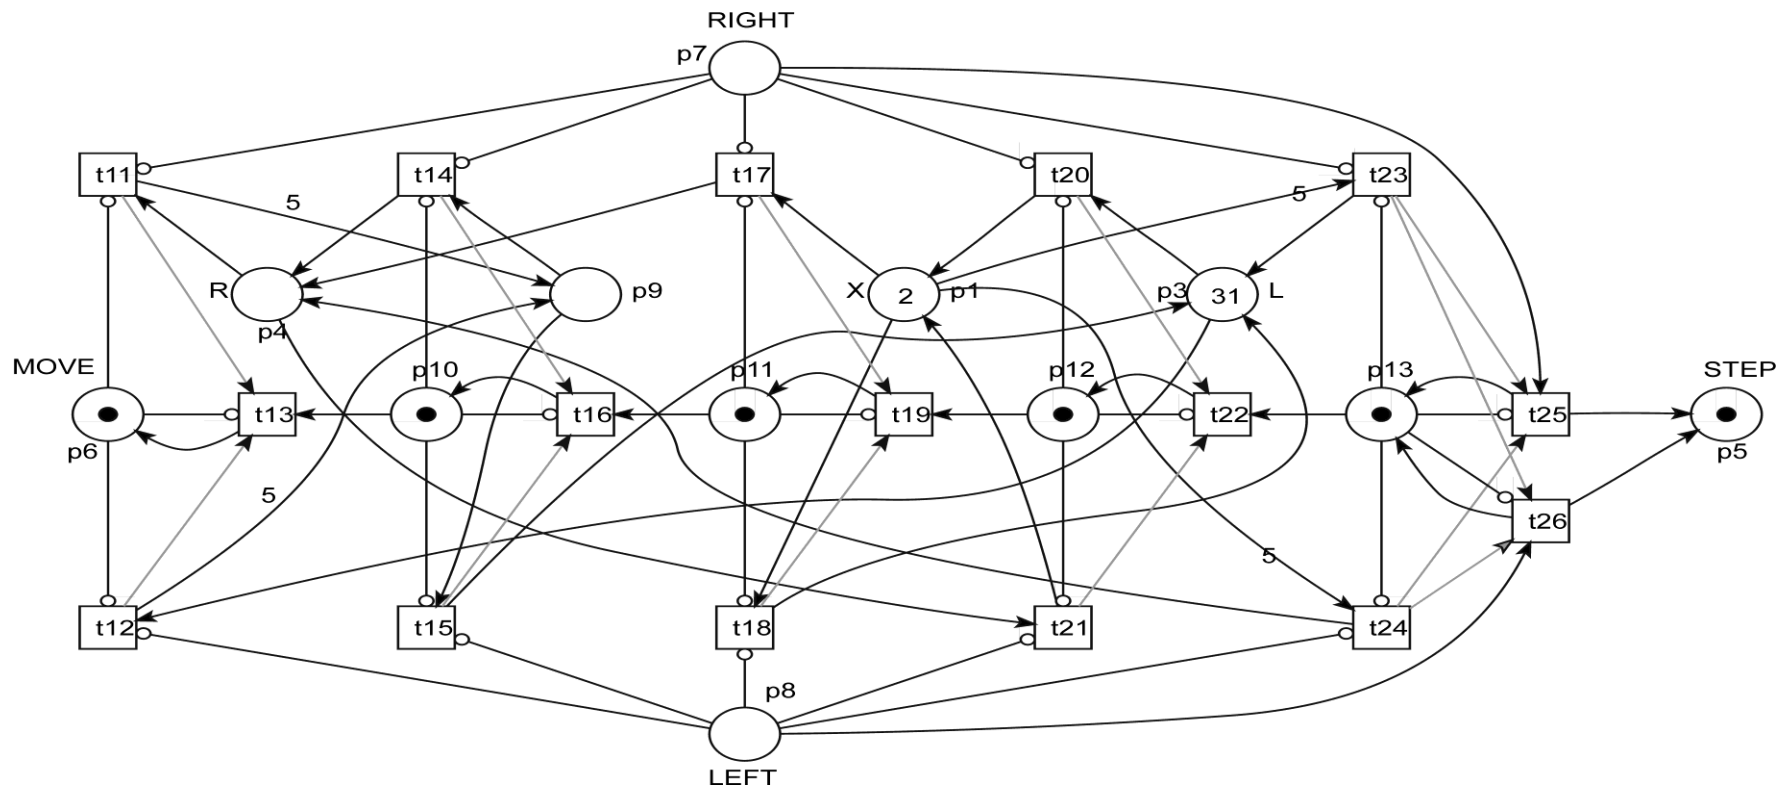 RIGHT
p7
t11 t14 t17 t20 t23
5 5
R p9 X 2 p1 p3 31 L
p4
MOVE p10 p11 p12 p13 STEP
t13 t16 t19 t22 t25
p6 p5
5
t26
5
t12 t15 t18 t21 t24
p8
LEFT